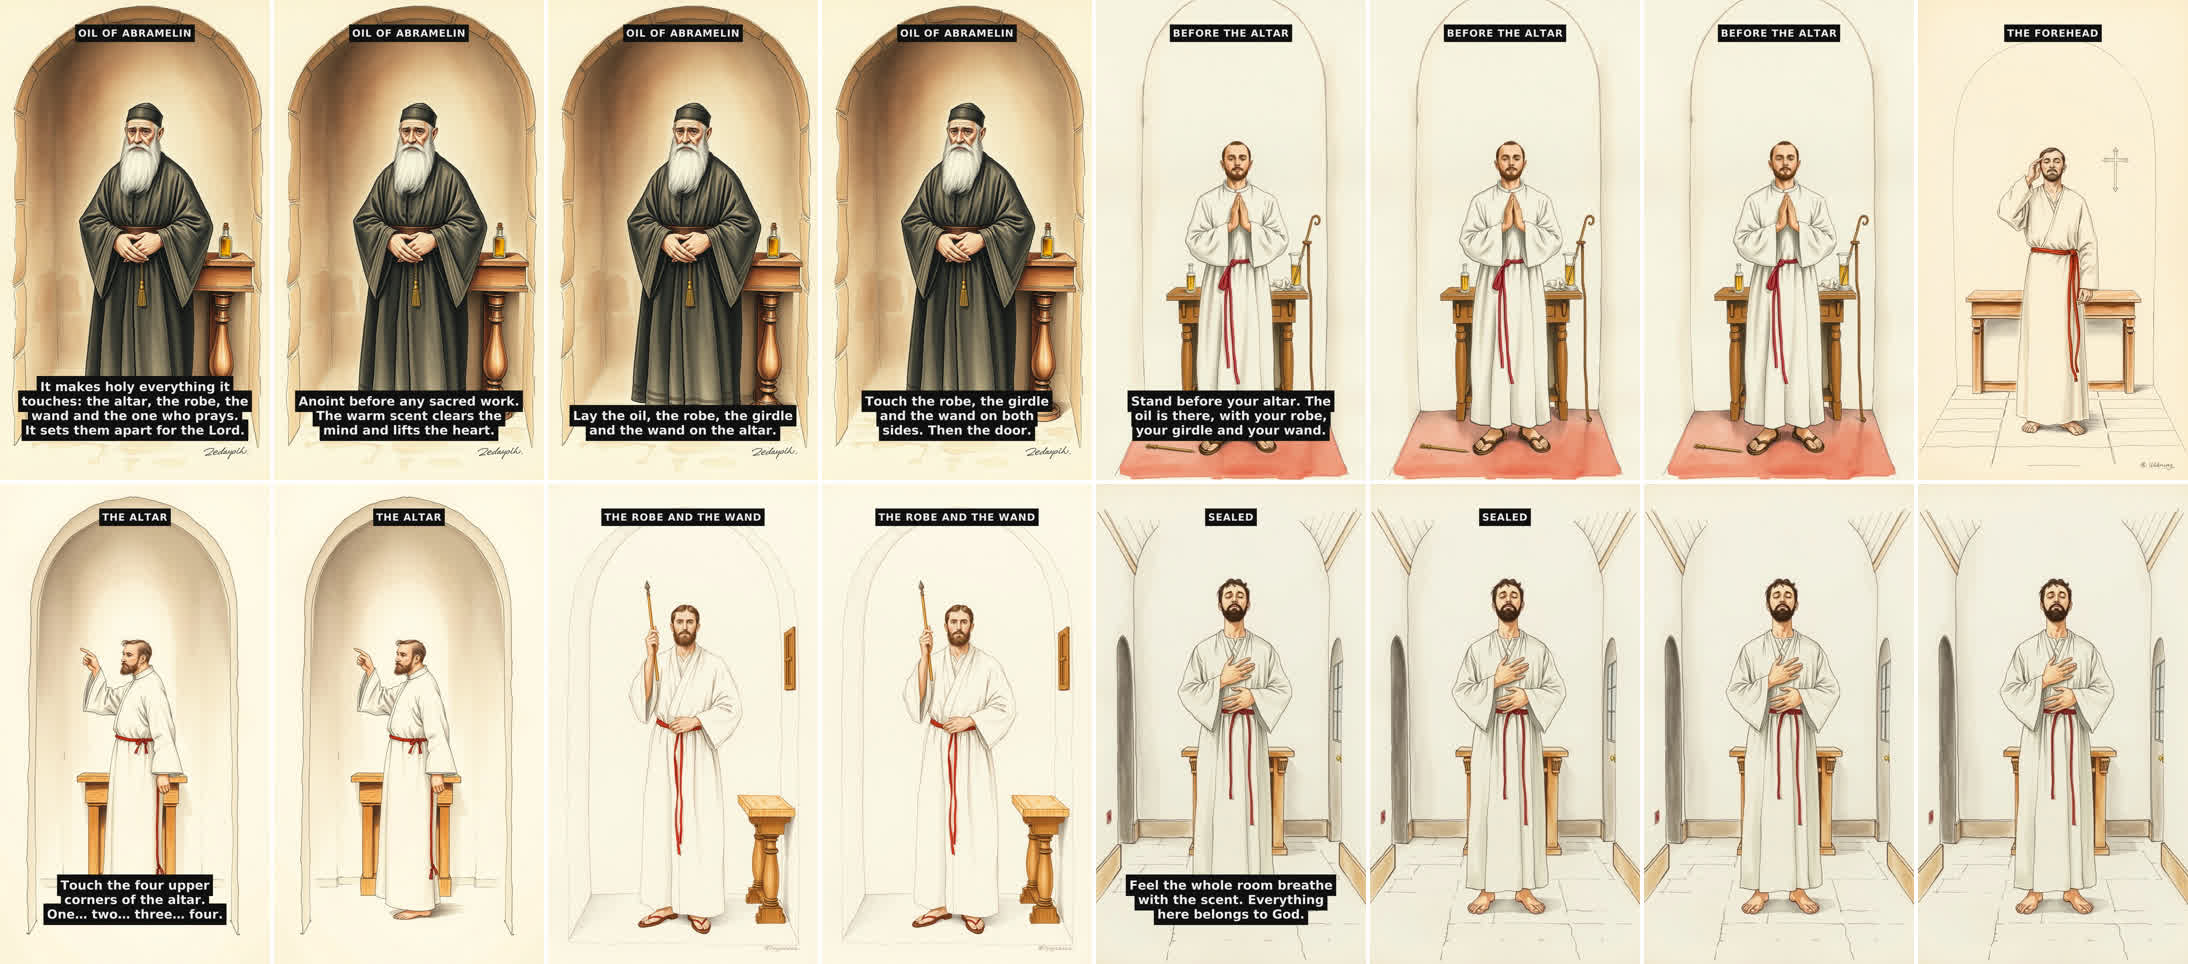 OIL OF ABRAMELIN
It makes holy everything it
touches: the altar, the robe, the
wand and the one who prays.
It sets them apart for the Lord.
Zedayplh.
OIL OF ABRAMELIN
Anoint before any sacred work.
The warm scent clears the
mind and lifts the heart.
Zedayplh.
OIL OF ABRAMELIN
Lay the oil, the robe, the girdle
and the wand on the altar.
Zedayplh.
OIL OF ABRAMELIN
Touch the robe, the girdle
and the wand on both
sides. Then the door.
Zedayplh.
BEFORE THE ALTAR
Stand before your altar. The
oil is there, with your robe,
your girdle and your wand.
BEFORE THE ALTAR
BEFORE THE ALTAR
THE FOREHEAD
THE ALTAR
Touch the four upper
corners of the altar.
One... two... three... four.
THE ALTAR
THE ROBE AND THE WAND
THE ROBE AND THE WAND
SEALED
Feel the whole room breathe
with the scent. Everything
here belongs to God.
SEALED